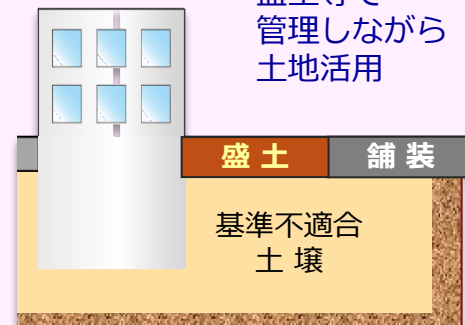 管理しながら
土地活用
盛 土
舗 装
基準不適合
土 壌